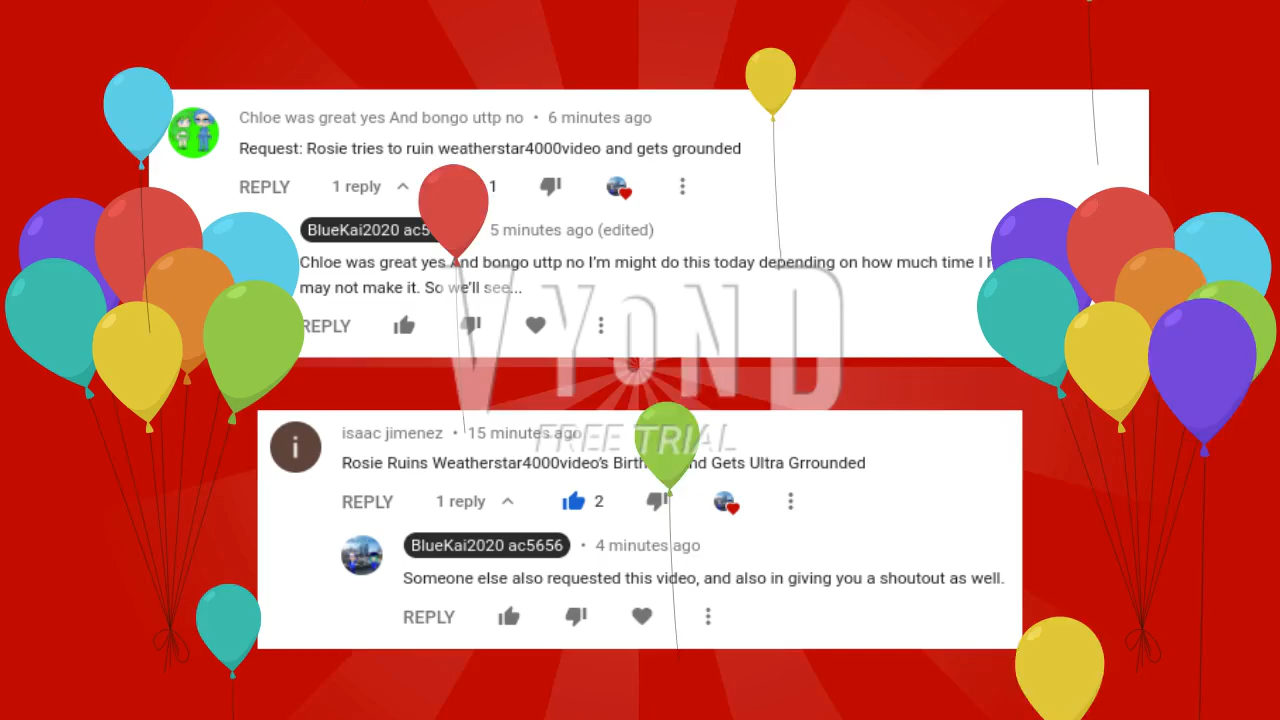 Chloe was great yes And bongo uttp no • 6 minutes ago
Request: Rosie tries to ruin weatherstar4000video and gets grounded
REPLY 1 reply 1
BlueKai2020 5 minutes ago (edited)
Chloe was great yes And bongo uttp no I'm might do this today depending on how much time I
may not make it. So we'll see...
REPLY
VYOND
FREE TRIAL
i
isaac jimenez • 15 minutes ago
Rosie Ruins Weatherstar4000video's Gets Ultra Grrounded
REPLY 1 reply 2
BlueKai2020 ac5656 • 4 minutes ago
Someone else also requested this video, and also in giving you a shoutout as well.
REPLY